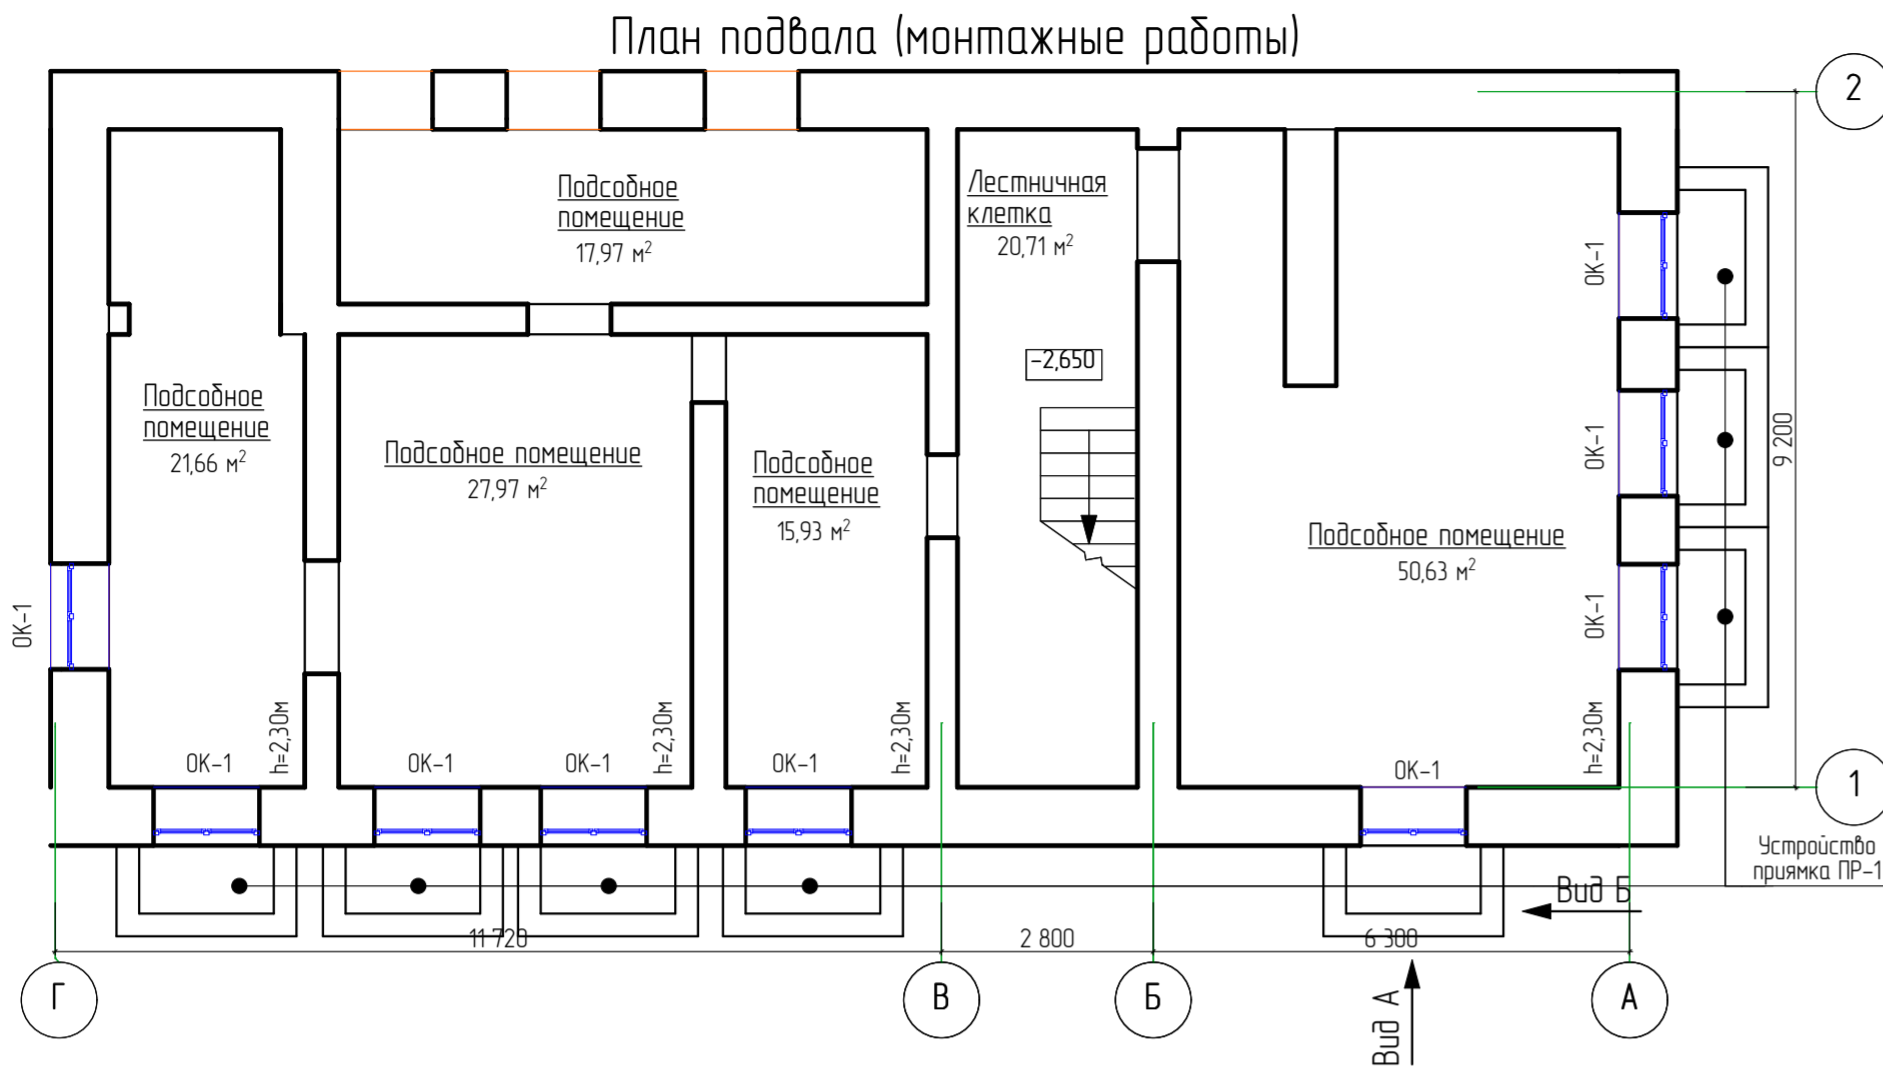 План подвала (монтажные работы)
2
Подсобное
помещение
17,97 м²
Лестничная
клетка
20,71 м²
ОК-1
-2,650
Подсобное
помещение
21,66 м²
Подсобное помещение
27,97 м²
Подсобное
помещение
15,93 м²
ОК-1
9 200
Подсобное помещение
50,63 м²
ОК-1
ОК-1
h=2,30м
h=2,30м
h=2,30м
h=2,30м
ОК-1
ОК-1
ОК-1
ОК-1
ОК-1
1
Устройство
приямка ПР-1
Вид Б
11 720
2 800
6 300
Г
В
Б
А
Вид А